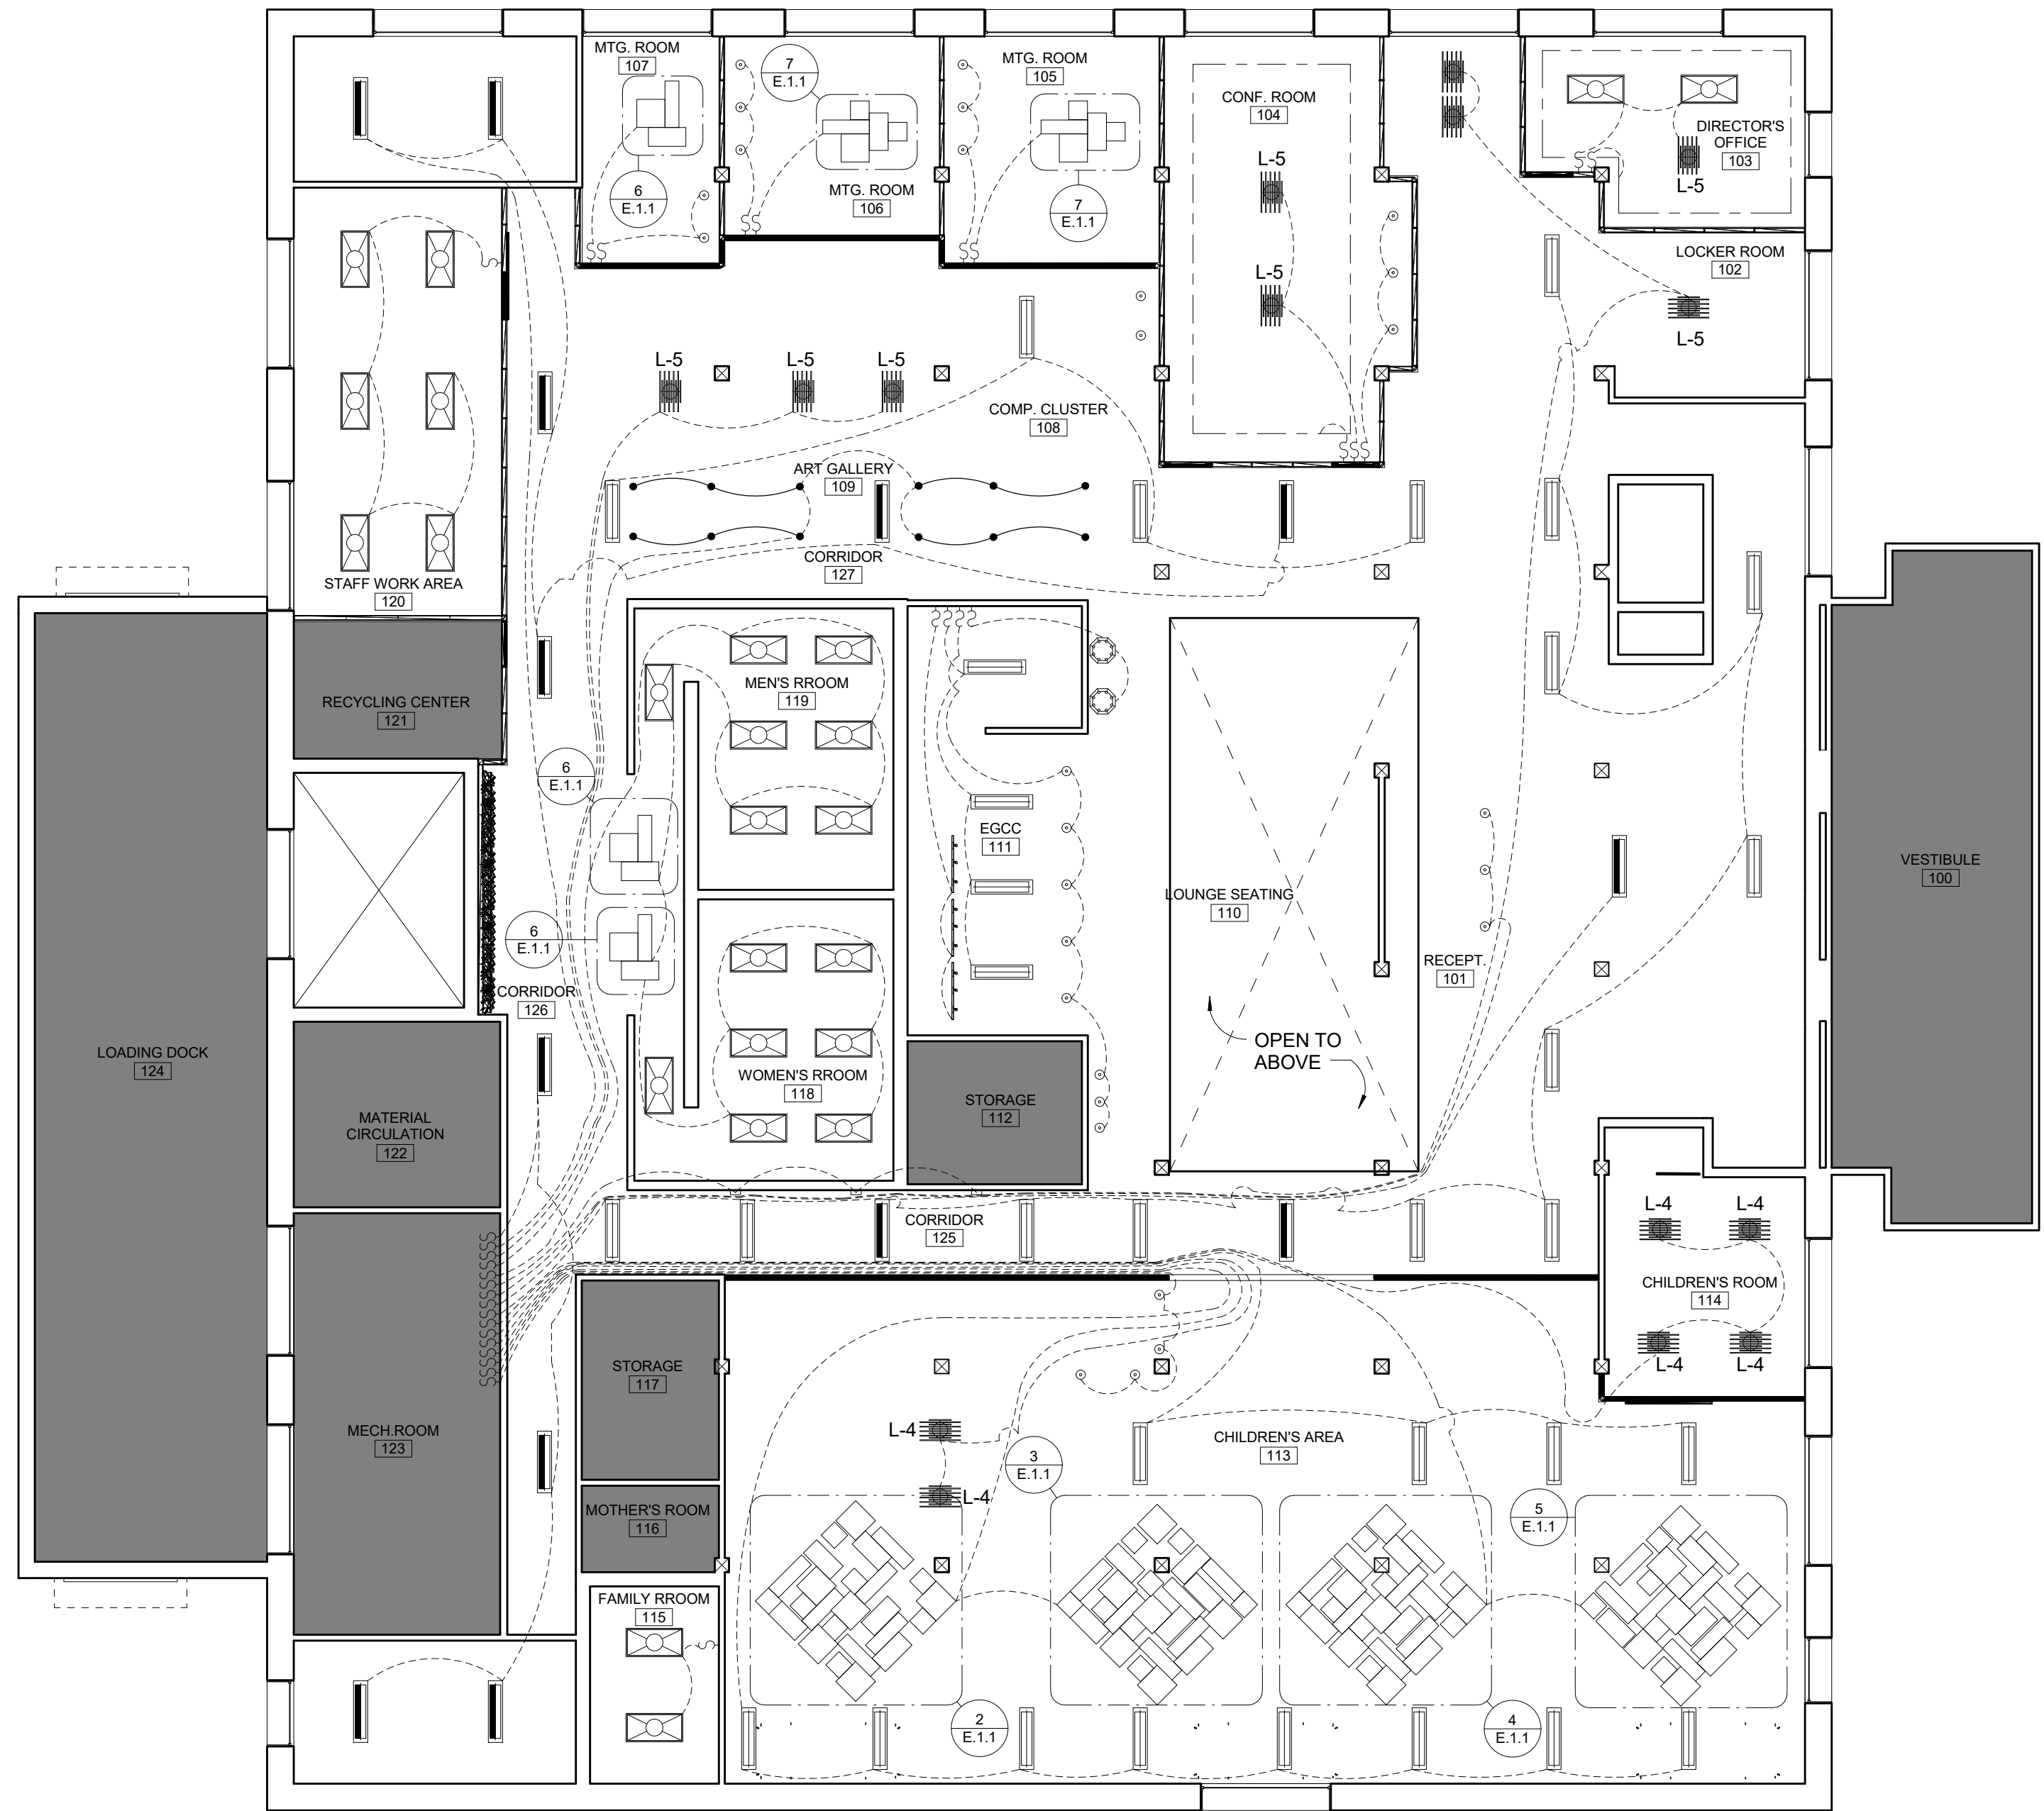 MTG. ROOM
107
7
E.1.1
MTG. ROOM
105
CONF. ROOM
104
DIRECTOR'S
OFFICE
103
L-5
L-5
6
E.1.1
MTG. ROOM
106
7
E.1.1
LOCKER ROOM
102
L-5
L-5
L-5
L-5
L-5
COMP. CLUSTER
108
ART GALLERY
109
CORRIDOR
127
STAFF WORK AREA
120
RECYCLING CENTER
121
MEN'S RROOM
119
6
E.1.1
EGCC
111
LOUNGE SEATING
110
VESTIBULE
100
6
E.1.1
RECEPT.
101
CORRIDOR
126
OPEN TO
ABOVE
LOADING DOCK
124
WOMEN'S RROOM
118
STORAGE
112
MATERIAL
CIRCULATION
122
CORRIDOR
125
L-4
L-4
CHILDREN'S ROOM
114
L-4
L-4
STORAGE
117
MECH.ROOM
123
L-4
CHILDREN'S AREA
113
3
E.1.1
L-4
MOTHER'S ROOM
116
5
E.1.1
FAMILY RROOM
115
2
E.1.1
4
E.1.1